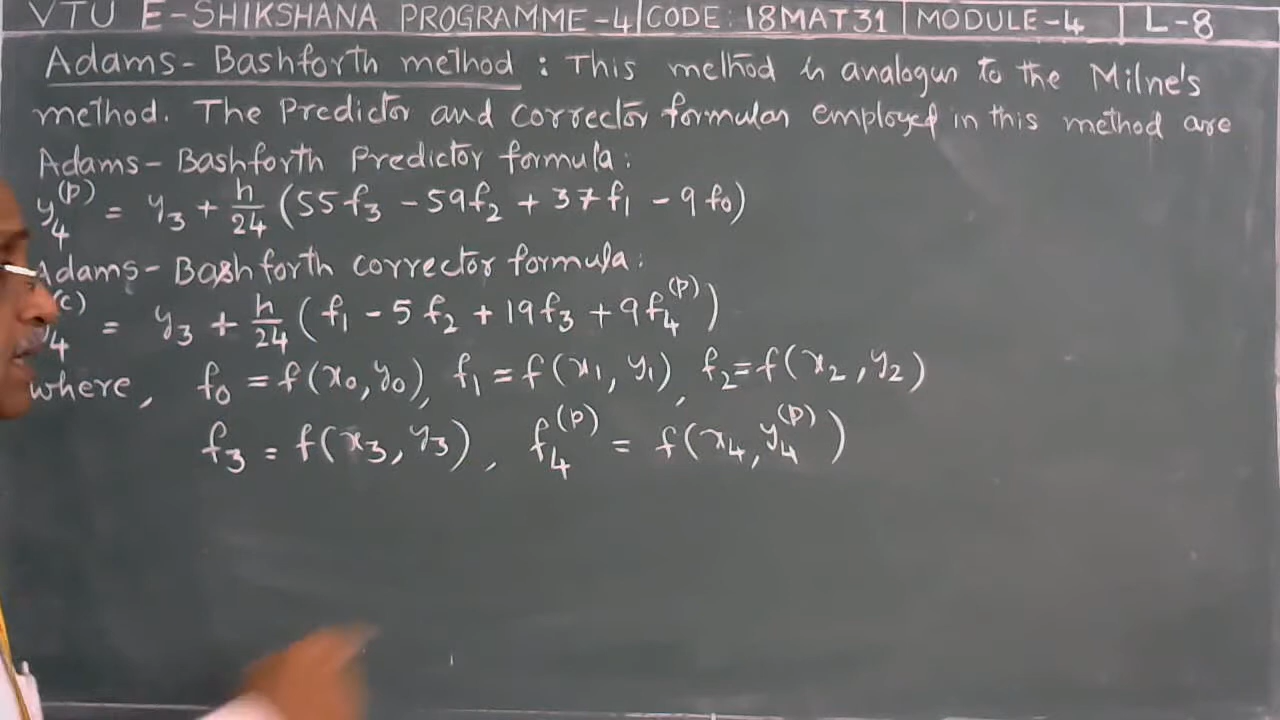 VTU E-SHIKSHANA PROGRAMME-4 | CODE: 18MAT31 | MODULE-4 | L-8
Adams-Bashforth method : This method is analogus to the Milne's
method. The Predictor and corrector formulas employed in this method are
Adams-Bashforth Predictor formula:
y₄⁽ᵖ⁾ = y₃ + h/24 (55f₃ - 59f₂ + 37f₁ - 9f₀)
Adams-Bashforth corrector formula:
y₄⁽ᶜ⁾ = y₃ + h/24 (f₁ - 5f₂ + 19f₃ + 9f₄⁽ᵖ⁾)
where, f₀ = f(x₀, y₀), f₁ = f(x₁, y₁), f₂ = f(x₂, y₂)
f₃ = f(x₃, y₃), f₄⁽ᵖ⁾ = f(x₄, y₄⁽ᵖ⁾)